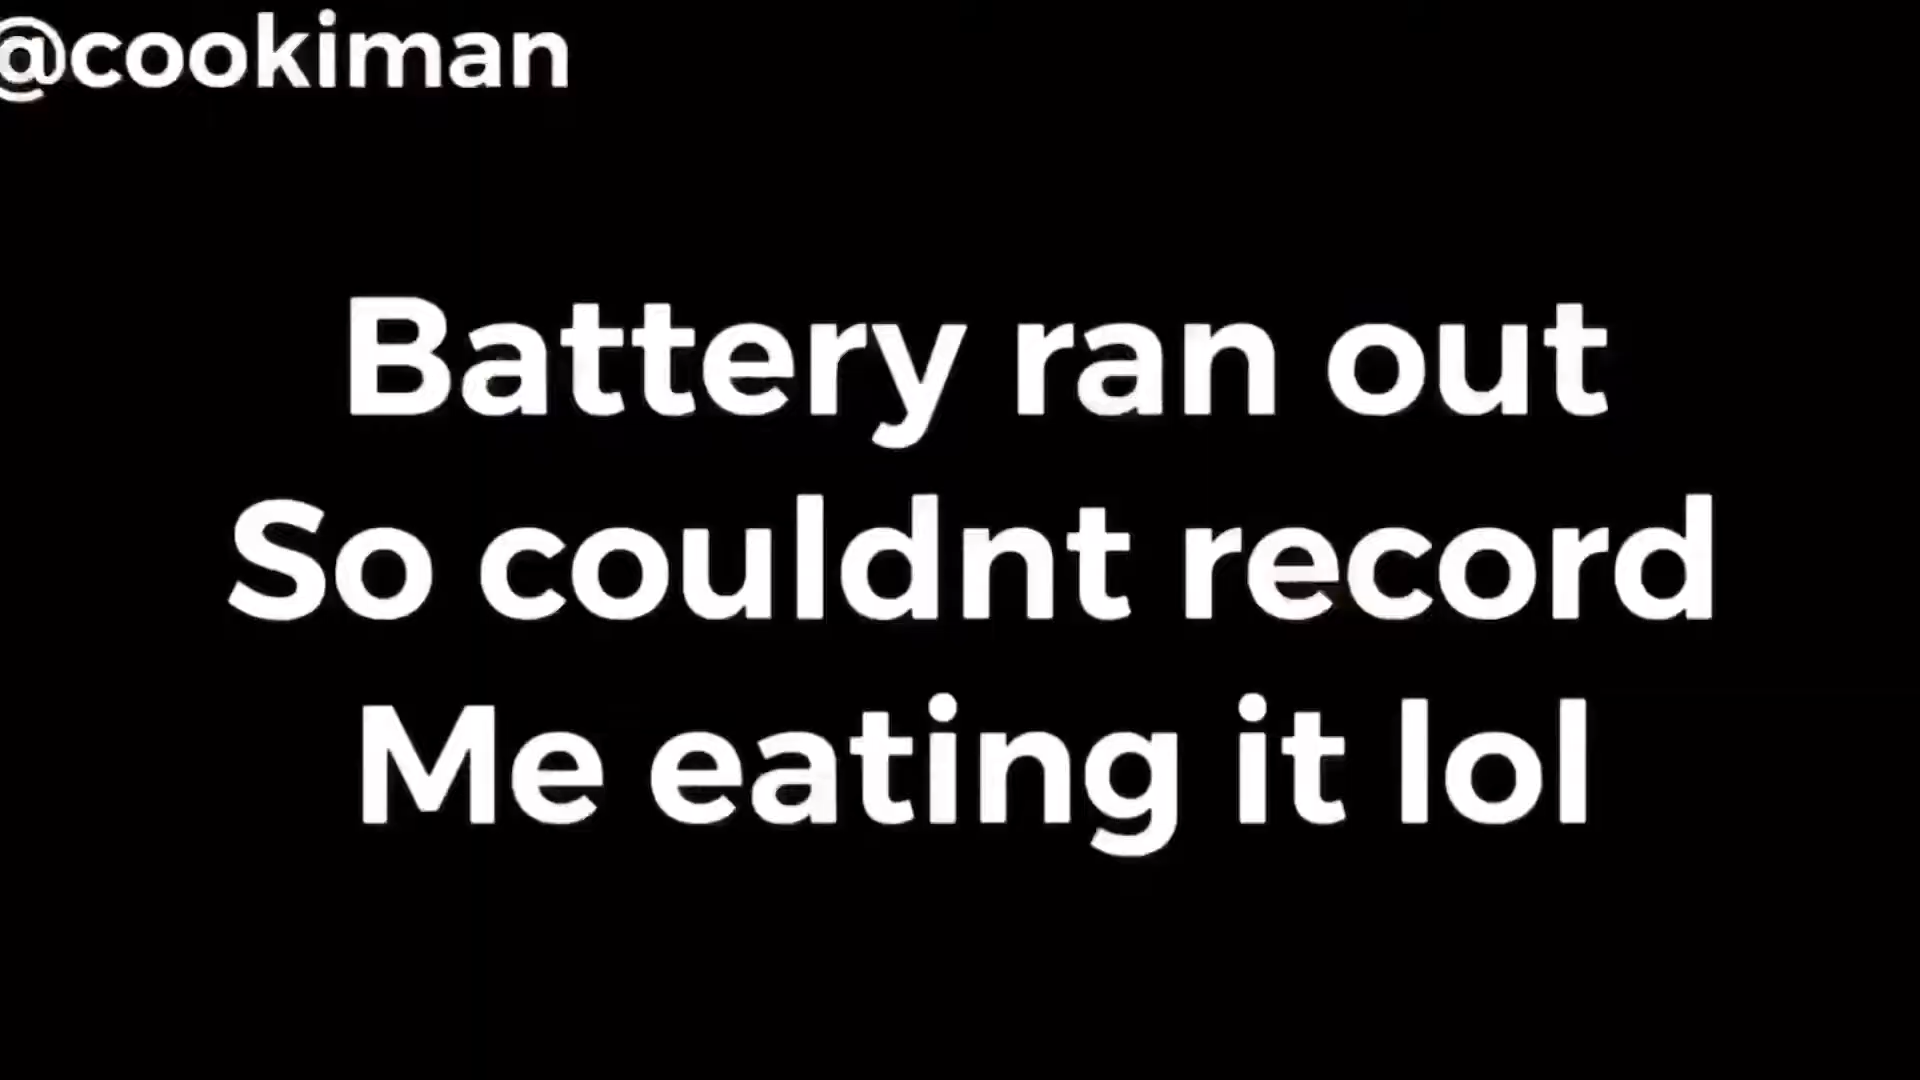 @cookiman
Battery ran out
So couldnt record
Me eating it lol